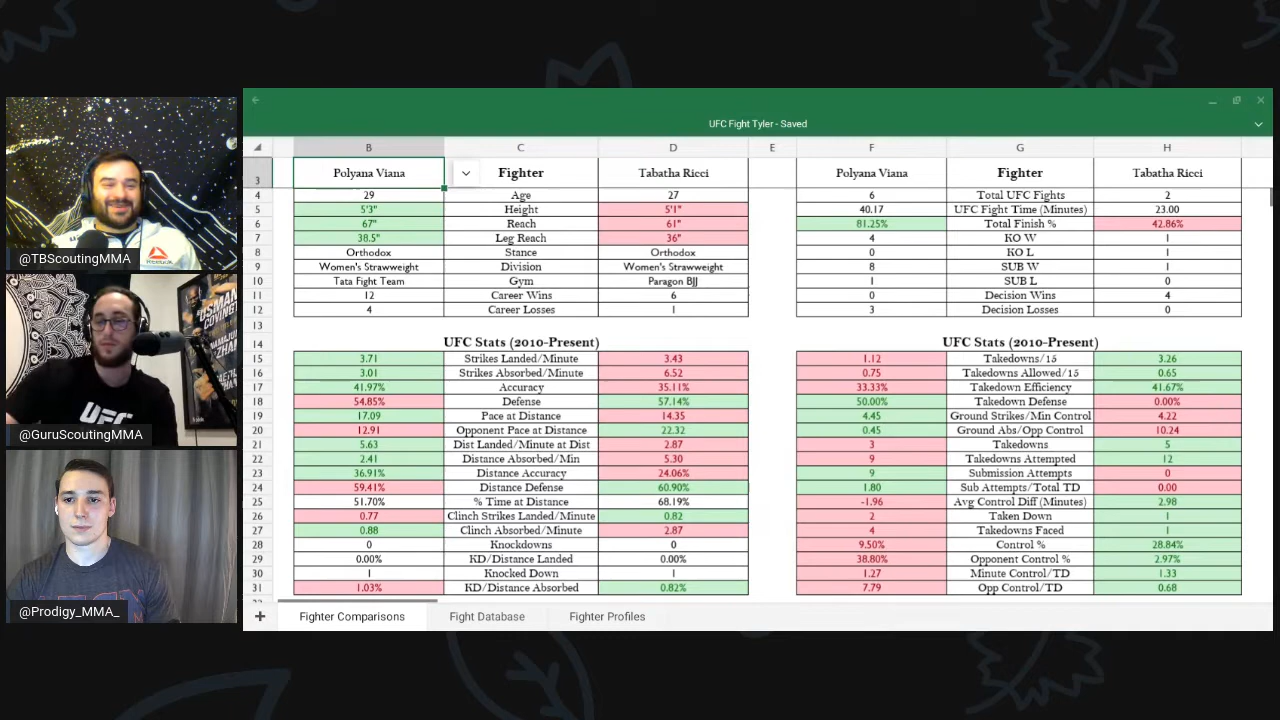 UFC Fight Tyler - Saved
B C D E F G H
3 Polyana Viana Fighter Tabatha Ricci Polyana Viana Fighter Tabatha Ricci
4 29 Age 27 6 Total UFC Fights 2
5 5'3" Height 5'1" 40.17 UFC Fight Time (Minutes) 23.00
6 67" Reach 61" 81.25% Total Finish % 42.86%
7 38.5" Leg Reach 36" 4 KO W 1
8 Orthodox Stance Orthodox 0 KO L 1
9 Women's Strawweight Division Women's Strawweight 8 SUB W 1
10 Tata Fight Team Gym Paragon BJJ 1 SUB L 0
11 12 Career Wins 6 0 Decision Wins 4
12 4 Career Losses 1 3 Decision Losses 0
13
14 UFC Stats (2010-Present) UFC Stats (2010-Present)
15 3.71 Strikes Landed/Minute 3.43 1.12 Takedowns/15 3.26
16 3.01 Strikes Absorbed/Minute 6.52 0.75 Takedowns Allowed/15 0.65
17 41.97% Accuracy 35.11% 33.33% Takedown Efficiency 41.67%
18 54.85% Defense 57.14% 50.00% Takedown Defense 0.00%
19 17.09 Pace at Distance 14.35 4.45 Ground Strikes/Min Control 4.22
20 12.91 Opponent Pace at Distance 22.32 0.45 Ground Abs/Opp Control 10.24
21 5.63 Dist Landed/Minute at Dist 2.87 3 Takedowns 5
22 2.41 Distance Absorbed/Min 5.30 9 Takedowns Attempted 12
23 36.91% Distance Accuracy 24.06% 9 Submission Attempts 0
24 59.41% Distance Defense 60.90% 1.80 Sub Attempts/Total TD 0.00
25 51.70% % Time at Distance 68.19% -1.96 Avg Control Diff (Minutes) 2.98
26 0.77 Clinch Strikes Landed/Minute 0.82 2 Taken Down 1
27 0.88 Clinch Absorbed/Minute 2.87 4 Takedowns Faced 1
28 0 Knockdowns 0 9.50% Control % 28.84%
29 0.00% KD/Distance Landed 0.00% 38.80% Opponent Control % 2.97%
30 1 Knocked Down 1 1.27 Minute Control/TD 1.33
31 1.03% KD/Distance Absorbed 0.82% 7.79 Opp Control/TD 0.68
Fighter Comparisons Fight Database Fighter Profiles
@TBScoutingMMA
UFC
@GuruScoutingMMA
@Prodigy_MMA_